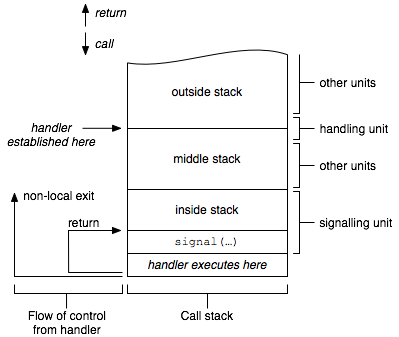 return
call
outside stack
other units
handler
established here
handling unit
middle stack
other units
non-local exit
inside stack
return
signalling unit
signal(…)
handler executes here
Flow of control
from handler
Call stack